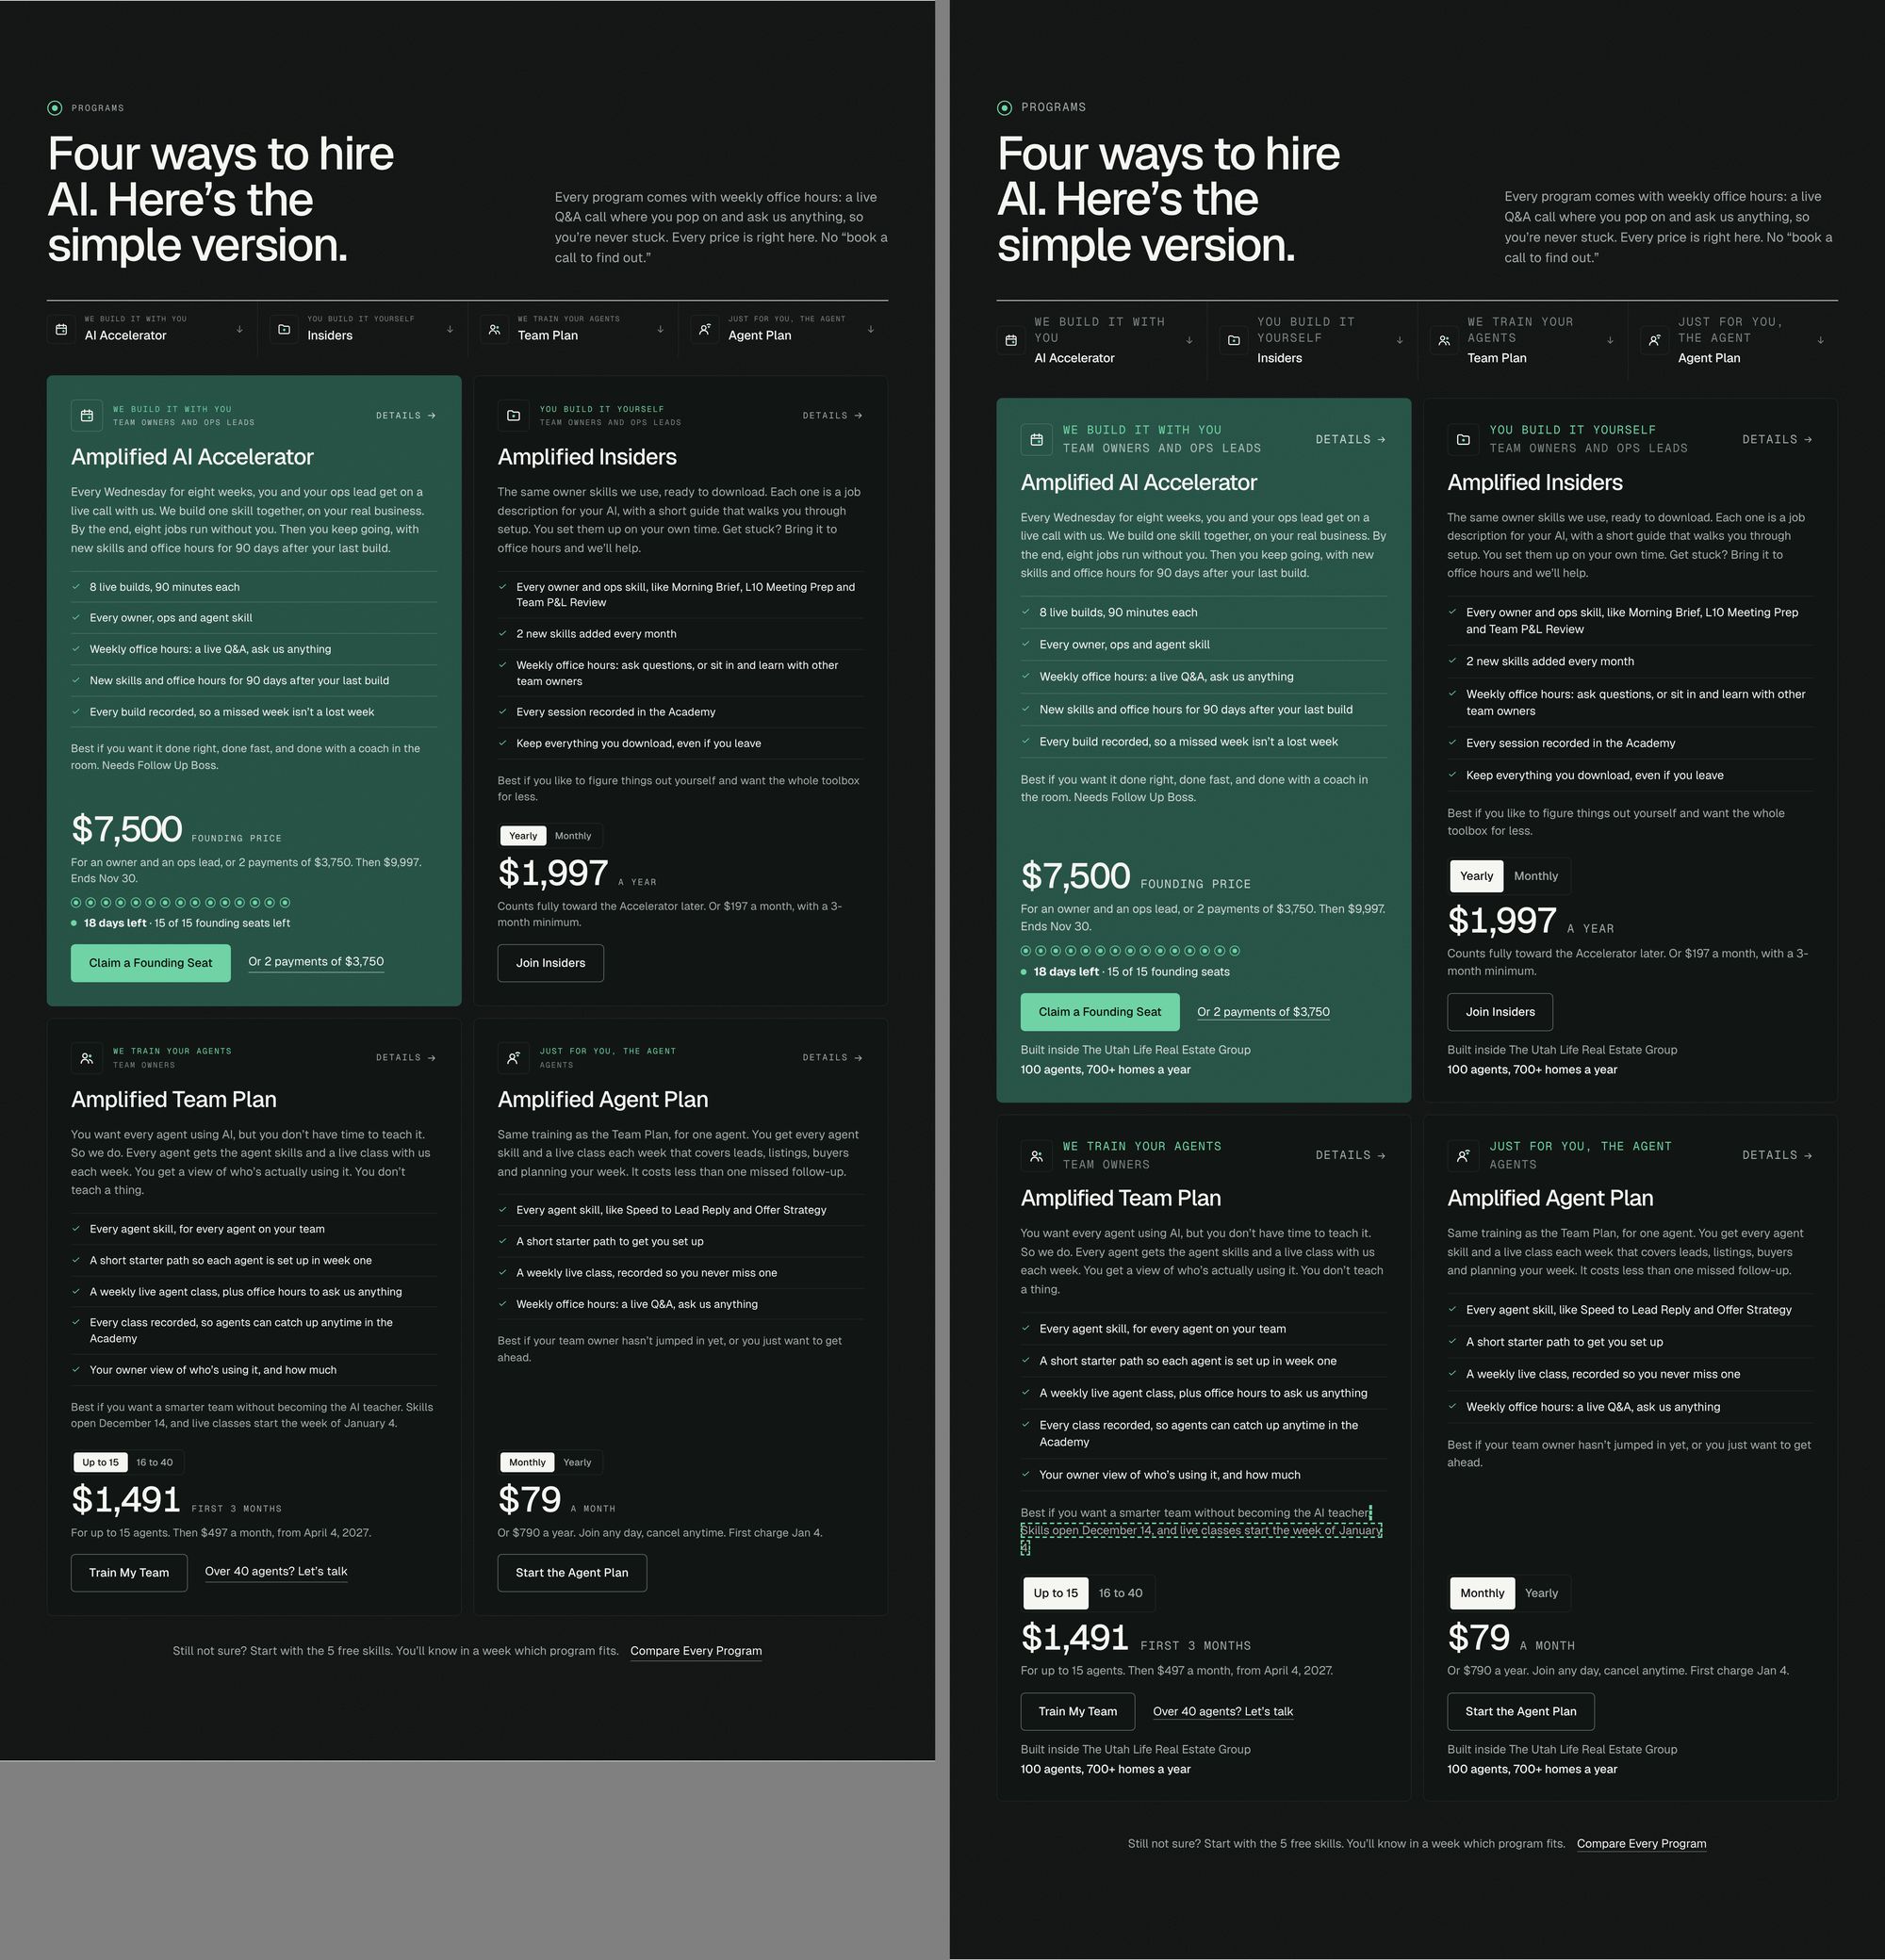 PROGRAMS
Four ways to hire
AI. Here’s the
simple version.
Every program comes with weekly office hours: a live
Q&A call where you pop on and ask us anything, so
you’re never stuck. Every price is right here. No “book a
call to find out.”
WE BUILD IT WITH YOU
AI Accelerator
YOU BUILD IT YOURSELF
Insiders
WE TRAIN YOUR AGENTS
Team Plan
JUST FOR YOU, THE AGENT
Agent Plan
WE BUILD IT WITH YOU
TEAM OWNERS AND OPS LEADS
DETAILS →
Amplified AI Accelerator
Every Wednesday for eight weeks, you and your ops lead get on a
live call with us. We build one skill together, on your real business.
By the end, eight jobs run without you. Then you keep going, with
new skills and office hours for 90 days after your last build.
8 live builds, 90 minutes each
Every owner, ops and agent skill
Weekly office hours: a live Q&A, ask us anything
New skills and office hours for 90 days after your last build
Every build recorded, so a missed week isn’t a lost week
Best if you want it done right, done fast, and done with a coach in the
room. Needs Follow Up Boss.
$7,500 FOUNDING PRICE
For an owner and an ops lead, or 2 payments of $3,750. Then $9,997.
Ends Nov 30.
18 days left · 15 of 15 founding seats left
Claim a Founding Seat
Or 2 payments of $3,750
YOU BUILD IT YOURSELF
TEAM OWNERS AND OPS LEADS
DETAILS →
Amplified Insiders
The same owner skills we use, ready to download. Each one is a job
description for your AI, with a short guide that walks you through
setup. You set them up on your own time. Get stuck? Bring it to
office hours and we’ll help.
Every owner and ops skill, like Morning Brief, L10 Meeting Prep and
Team P&L Review
2 new skills added every month
Weekly office hours: ask questions, or sit in and learn with other
team owners
Every session recorded in the Academy
Keep everything you download, even if you leave
Best if you like to figure things out yourself and want the whole toolbox
for less.
Yearly Monthly
$1,997 A YEAR
Counts fully toward the Accelerator later. Or $197 a month, with a 3-
month minimum.
Join Insiders
WE TRAIN YOUR AGENTS
TEAM OWNERS
DETAILS →
Amplified Team Plan
You want every agent using AI, but you don’t have time to teach it.
So we do. Every agent gets the agent skills and a live class with us
each week. You get a view of who’s actually using it. You don’t
teach a thing.
Every agent skill, for every agent on your team
A short starter path so each agent is set up in week one
A weekly live agent class, plus office hours to ask us anything
Every class recorded, so agents can catch up anytime in the
Academy
Your owner view of who’s using it, and how much
Best if you want a smarter team without becoming the AI teacher. Skills
open December 14, and live classes start the week of January 4.
Up to 15 16 to 40
$1,491 FIRST 3 MONTHS
For up to 15 agents. Then $497 a month, from April 4, 2027.
Train My Team
Over 40 agents? Let’s talk
JUST FOR YOU, THE AGENT
AGENTS
DETAILS →
Amplified Agent Plan
Same training as the Team Plan, for one agent. You get every agent
skill and a live class each week that covers leads, listings, buyers
and planning your week. It costs less than one missed follow-up.
Every agent skill, like Speed to Lead Reply and Offer Strategy
A short starter path to get you set up
A weekly live class, recorded so you never miss one
Weekly office hours: a live Q&A, ask us anything
Best if your team owner hasn’t jumped in yet, or you just want to get
ahead.
Monthly Yearly
$79 A MONTH
Or $790 a year. Join any day, cancel anytime. First charge Jan 4.
Start the Agent Plan
Still not sure? Start with the 5 free skills. You’ll know in a week which program fits. Compare Every Program
PROGRAMS
Four ways to hire
AI. Here’s the
simple version.
Every program comes with weekly office hours: a live
Q&A call where you pop on and ask us anything, so
you’re never stuck. Every price is right here. No “book a
call to find out.”
WE BUILD IT WITH
YOU
AI Accelerator
YOU BUILD IT
YOURSELF
Insiders
WE TRAIN YOUR
AGENTS
Team Plan
JUST FOR YOU,
THE AGENT
Agent Plan
WE BUILD IT WITH YOU
TEAM OWNERS AND OPS LEADS
DETAILS →
Amplified AI Accelerator
Every Wednesday for eight weeks, you and your ops lead get on a
live call with us. We build one skill together, on your real business. By
the end, eight jobs run without you. Then you keep going, with new
skills and office hours for 90 days after your last build.
8 live builds, 90 minutes each
Every owner, ops and agent skill
Weekly office hours: a live Q&A, ask us anything
New skills and office hours for 90 days after your last build
Every build recorded, so a missed week isn’t a lost week
Best if you want it done right, done fast, and done with a coach in
the room. Needs Follow Up Boss.
$7,500 FOUNDING PRICE
For an owner and an ops lead, or 2 payments of $3,750. Then $9,997.
Ends Nov 30.
18 days left · 15 of 15 founding seats
Claim a Founding Seat
Or 2 payments of $3,750
Built inside The Utah Life Real Estate Group
100 agents, 700+ homes a year
YOU BUILD IT YOURSELF
TEAM OWNERS AND OPS LEADS
DETAILS →
Amplified Insiders
The same owner skills we use, ready to download. Each one is a job
description for your AI, with a short guide that walks you through
setup. You set them up on your own time. Get stuck? Bring it to
office hours and we’ll help.
Every owner and ops skill, like Morning Brief, L10 Meeting Prep
and Team P&L Review
2 new skills added every month
Weekly office hours: ask questions, or sit in and learn with other
team owners
Every session recorded in the Academy
Keep everything you download, even if you leave
Best if you like to figure things out yourself and want the whole
toolbox for less.
Yearly Monthly
$1,997 A YEAR
Counts fully toward the Accelerator later. Or $197 a month, with a 3-
month minimum.
Join Insiders
Built inside The Utah Life Real Estate Group
100 agents, 700+ homes a year
WE TRAIN YOUR AGENTS
TEAM OWNERS
DETAILS →
Amplified Team Plan
You want every agent using AI, but you don’t have time to teach it.
So we do. Every agent gets the agent skills and a live class with us
each week. You get a view of who’s actually using it. You don’t teach
a thing.
Every agent skill, for every agent on your team
A short starter path so each agent is set up in week one
A weekly live agent class, plus office hours to ask us anything
Every class recorded, so agents can catch up anytime in the
Academy
Your owner view of who’s using it, and how much
Best if you want a smarter team without becoming the AI teacher.
Skills open December 14, and live classes start the week of January
4.
Up to 15 16 to 40
$1,491 FIRST 3 MONTHS
For up to 15 agents. Then $497 a month, from April 4, 2027.
Train My Team
Over 40 agents? Let’s talk
Built inside The Utah Life Real Estate Group
100 agents, 700+ homes a year
JUST FOR YOU, THE AGENT
AGENTS
DETAILS →
Amplified Agent Plan
Same training as the Team Plan, for one agent. You get every agent
skill and a live class each week that covers leads, listings, buyers
and planning your week. It costs less than one missed follow-up.
Every agent skill, like Speed to Lead Reply and Offer Strategy
A short starter path to get you set up
A weekly live class, recorded so you never miss one
Weekly office hours: a live Q&A, ask us anything
Best if your team owner hasn’t jumped in yet, or you just want to get
ahead.
Monthly Yearly
$79 A MONTH
Or $790 a year. Join any day, cancel anytime. First charge Jan 4.
Start the Agent Plan
Built inside The Utah Life Real Estate Group
100 agents, 700+ homes a year
Still not sure? Start with the 5 free skills. You’ll know in a week which program fits. Compare Every Program